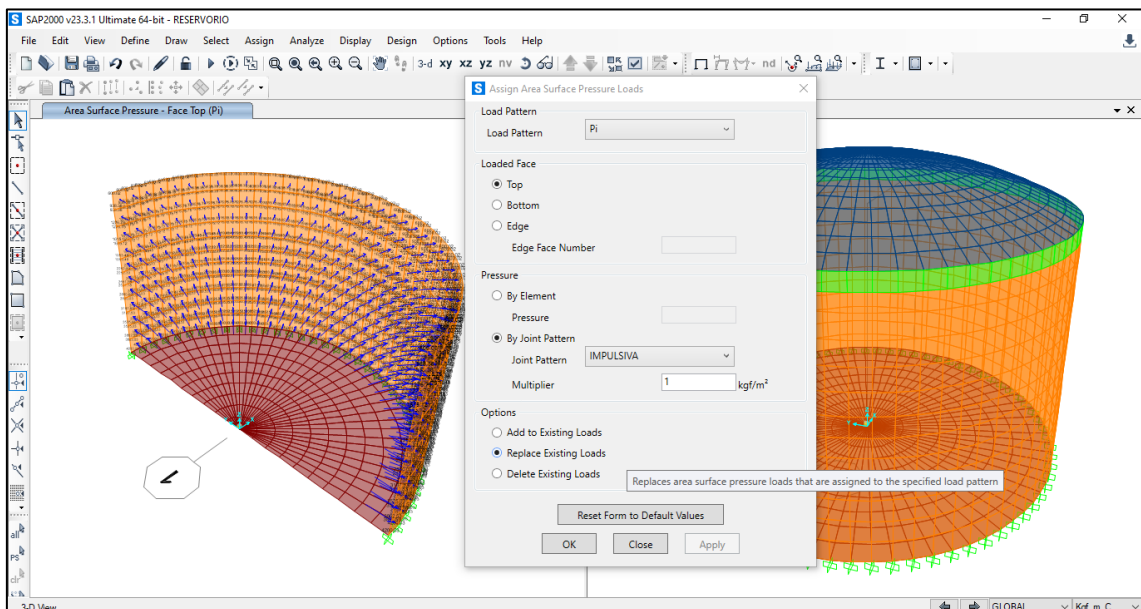 SAP2000 v23.3.1 Ultimate 64-bit - RESERVORIO
File Edit View Define Draw Select Assign Analyze Display Design Options Tools Help
3-d xy xz yz nv
nd
Area Surface Pressure - Face Top (Pi)
Assign Area Surface Pressure Loads
Load Pattern
Load Pattern Pi
Loaded Face
Top
Bottom
Edge
Edge Face Number
Pressure
By Element
Pressure
By Joint Pattern
Joint Pattern IMPULSIVA
Multiplier 1 kgf/m²
Options
Add to Existing Loads
Replace Existing Loads
Delete Existing Loads
Replaces area surface pressure loads that are assigned to the specified load pattern
Reset Form to Default Values
OK Close Apply
all
PS
clr
3-D View
GLOBAL Kgf, m, C